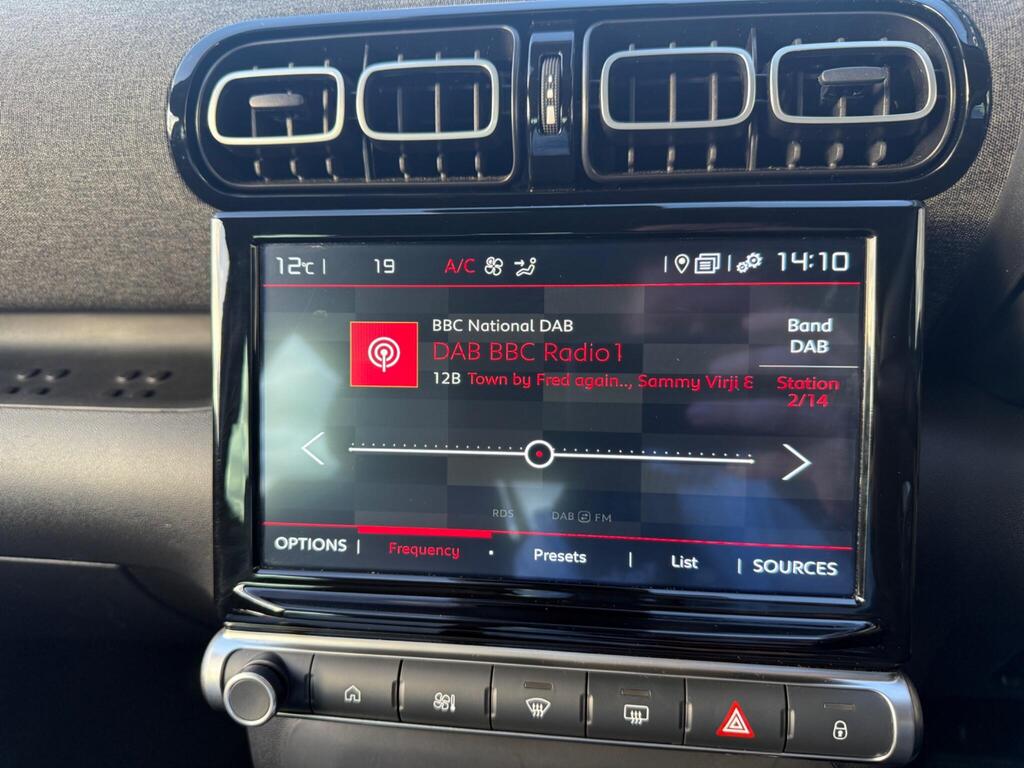 12°C | 19 A/C 14:10
BBC National DAB
DAB BBC Radio 1
12B Town by Fred again.., Sammy Virji &
Band
DAB
Station
2/14
RDS DAB FM
OPTIONS | Frequency Presets | List | SOURCES